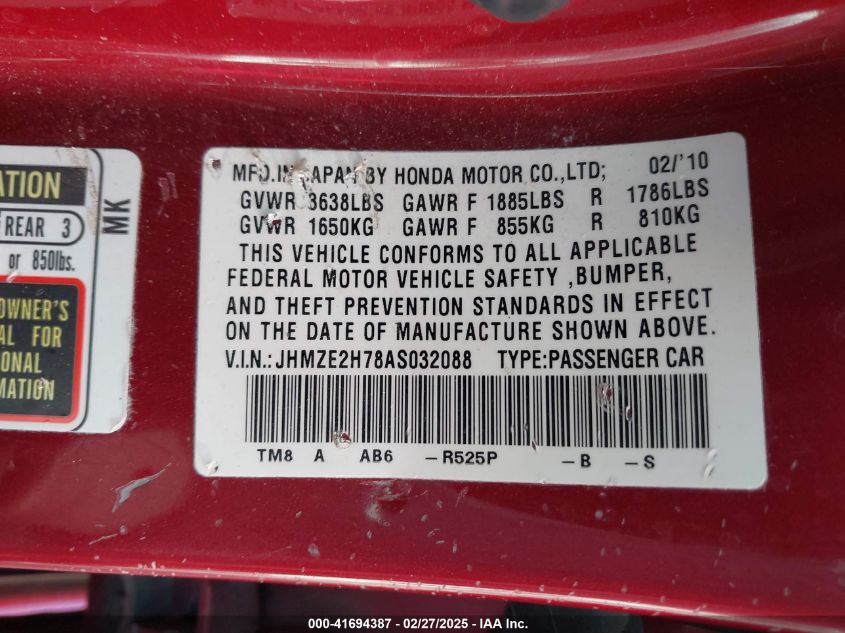 ATION
REAR 3
or 850lbs.
OWNER'S
AL FOR
ONAL
MATION
MK
MFD.IN JAPAN BY HONDA MOTOR CO.,LTD; 02/'10
GVWR 3638LBS GAWR F 1885LBS R 1786LBS
GVWR 1650KG GAWR F 855KG R 810KG
THIS VEHICLE CONFORMS TO ALL APPLICABLE
FEDERAL MOTOR VEHICLE SAFETY ,BUMPER,
AND THEFT PREVENTION STANDARDS IN EFFECT
ON THE DATE OF MANUFACTURE SHOWN ABOVE.
V.I.N.: JHMZE2H78AS032088 TYPE:PASSENGER CAR
TM8 A AB6 -R525P -B -S
000-41694387 - 02/27/2025 - IAA Inc.